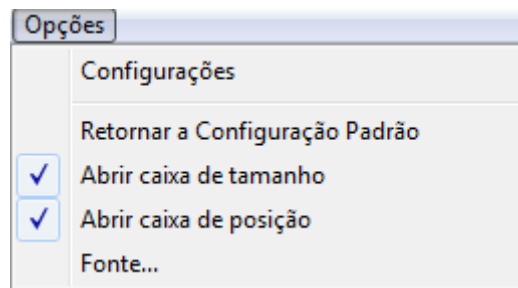 Opções
Configurações
Retornar a Configuração Padrão
Abrir caixa de tamanho
Abrir caixa de posição
Fonte...